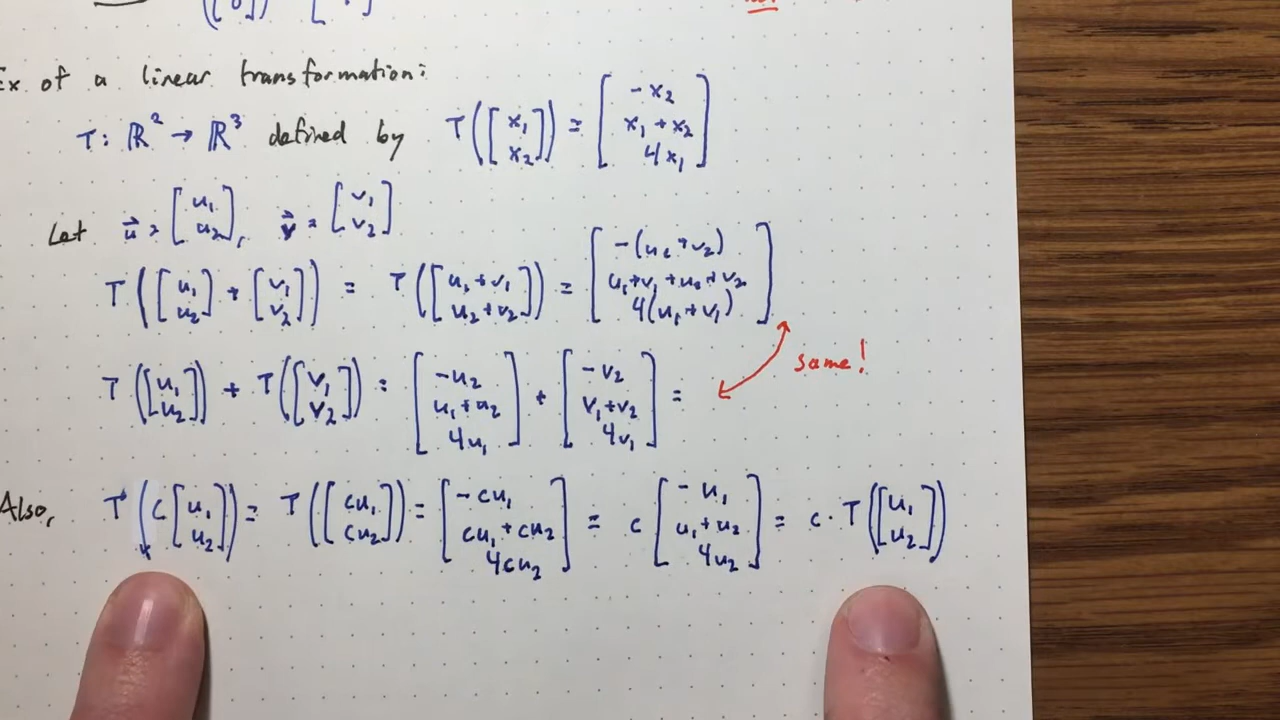 Ex of a linear transformation:
T: ℝ² → ℝ³ defined by T([x₁ x₂]) = [-x₂ x₁+x₂ 4x₁]
Let u⃗ = [u₁ u₂], v⃗ = [v₁ v₂]
T([u₁ u₂] + [v₁ v₂]) = T([u₁+v₁ u₂+v₂]) = [-(u₂+v₂) u₁+v₁+u₂+v₂ 4(u₁+v₁)]
same!
T([u₁ u₂]) + T([v₁ v₂]) = [-u₂ u₁+u₂ 4u₁] + [-v₂ v₁+v₂ 4v₁] =
Also, T(c[u₁ u₂]) = T([cu₁ cu₂]) = [-cu₁ cu₁+cu₂ 4cu₂] = c[-u₁ u₁+u₂ 4u₂] = c·T([u₁ u₂])